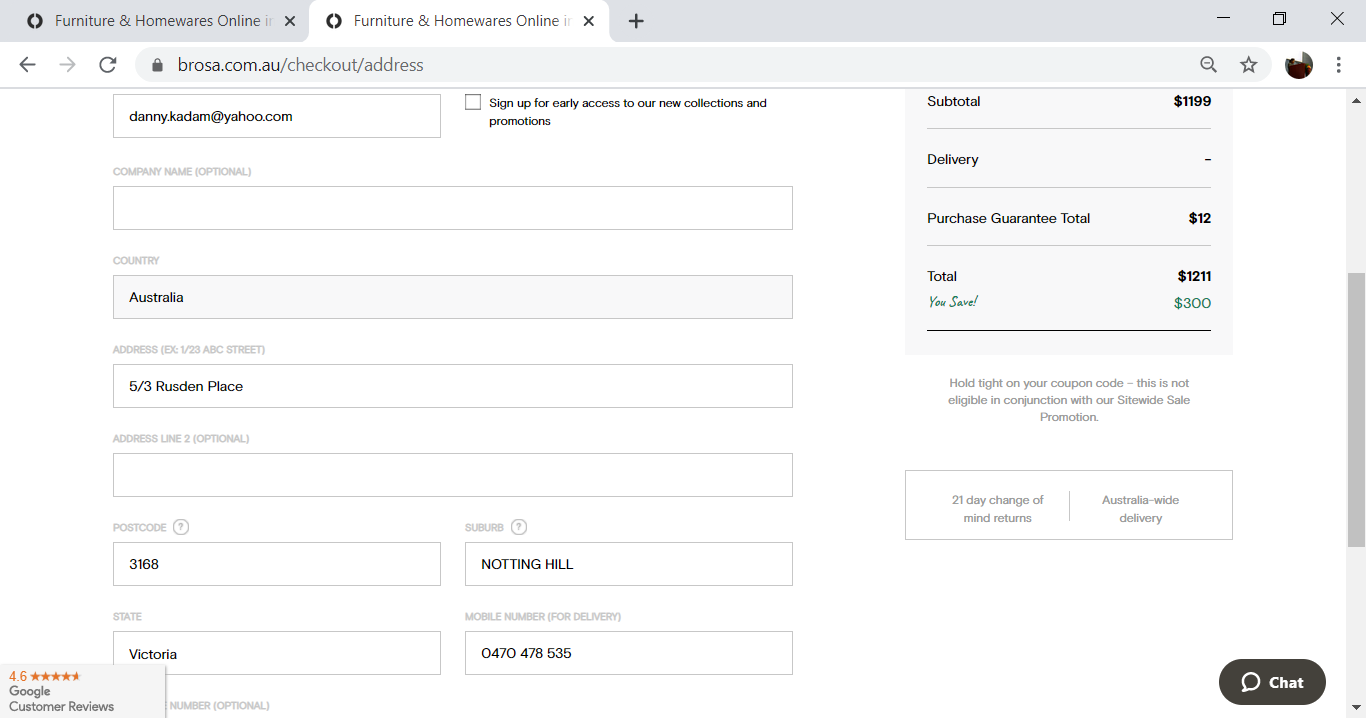 Furniture & Homewares Online in
Furniture & Homewares Online in
brosa.com.au/checkout/address
danny.kadam@yahoo.com
Sign up for early access to our new collections and
promotions
COMPANY NAME (OPTIONAL)
COUNTRY
Australia
ADDRESS (EX: 1/23 ABC STREET)
5/3 Rusden Place
ADDRESS LINE 2 (OPTIONAL)
POSTCODE ?
SUBURB ?
3168
NOTTING HILL
STATE
MOBILE NUMBER (FOR DELIVERY)
Victoria
0470 478 535
NUMBER (OPTIONAL)
4.6
Google
Customer Reviews
Subtotal $1199
Delivery -
Purchase Guarantee Total $12
Total $1211
You Save! $300
Hold tight on your coupon code – this is not
eligible in conjunction with our Sitewide Sale
Promotion.
21 day change of
mind returns
Australia-wide
delivery
Chat